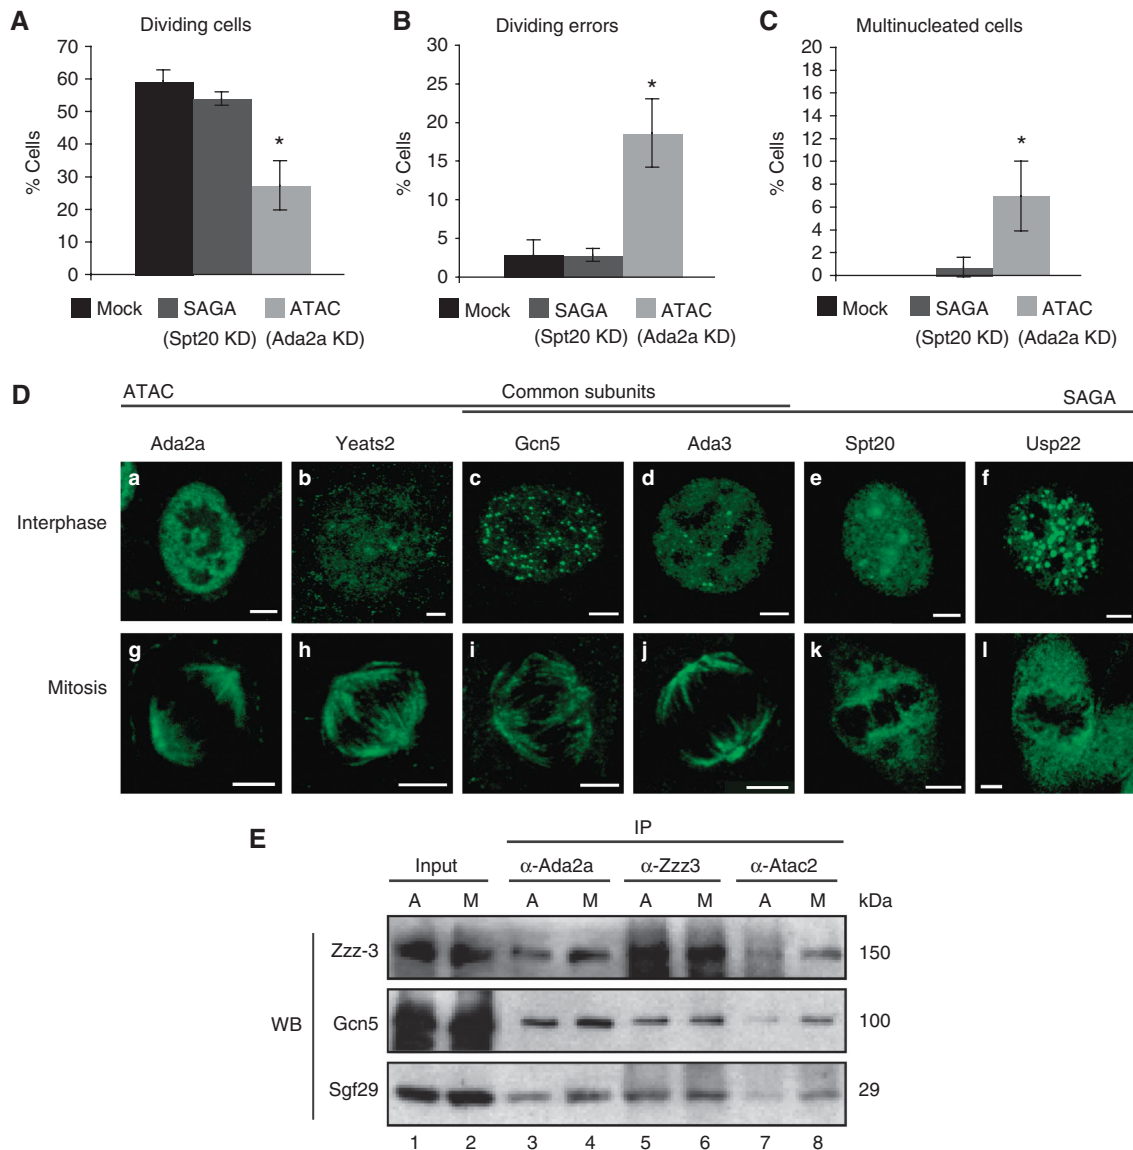 A Dividing cells
B Dividing errors
C Multinucleated cells
% Cells
70
60
50
40
30
20
10
0
*
Mock SAGA ATAC
(Spt20 KD) (Ada2a KD)
% Cells
30
25
20
15
10
5
0
*
Mock SAGA ATAC
(Spt20 KD) (Ada2a KD)
% Cells
20
18
16
14
12
10
8
6
4
2
0
*
Mock SAGA ATAC
(Spt20 KD) (Ada2a KD)
D
ATAC Common subunits SAGA
Ada2a Yeats2 Gcn5 Ada3 Spt20 Usp22
Interphase a b c d e f
Mitosis g h i j k l
E
IP
Input α-Ada2a α-Zzz3 α-Atac2
A M A M A M A M kDa
WB
Zzz-3 150
Gcn5 100
Sgf29 29
1 2 3 4 5 6 7 8